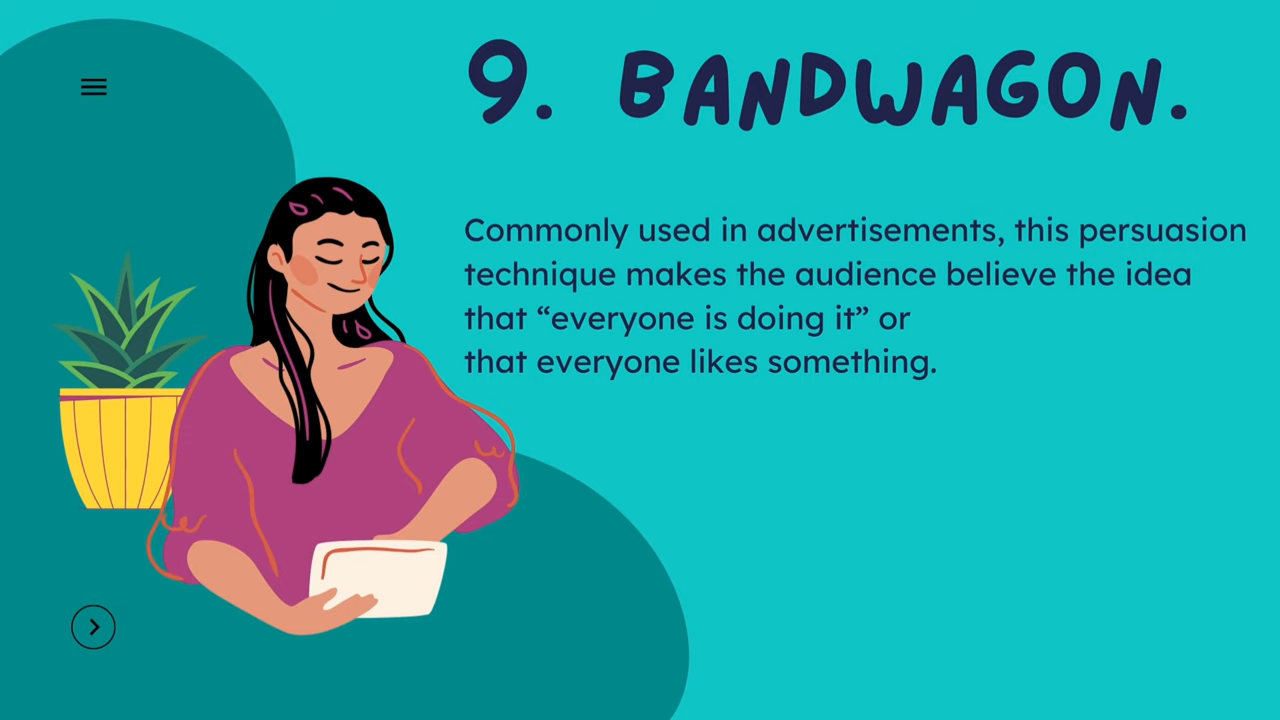 9. BANDWAGON.
Commonly used in advertisements, this persuasion
technique makes the audience believe the idea
that “everyone is doing it” or
that everyone likes something.